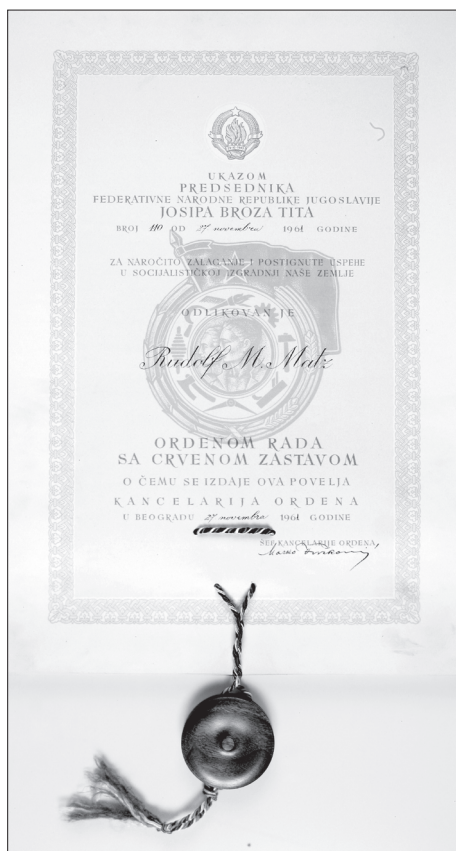 UKAZOM
PREDSEDNIKA
FEDERATIVNE NARODNE REPUBLIKE JUGOSLAVIJE
JOSIPA BROZA TITA
BROJ 110 OD 27 novembra 1961 GODINE
ZA NAROČITO ZALAGANJE I POSTIGNUTE USPEHE
U SOCIJALISTIČKOJ IZGRADNJI NAŠE ZEMLJE
ODLIKOVAN JE
Rudolf M. Matz
ORDENOM RADA
SA CRVENOM ZASTAVOM
O ČEMU SE IZDAJE OVA POVELJA
KANCELARIJA ORDENA
U BEOGRADU 27 novembra 1961 GODINE
ŠEF KANCELARIJE ORDENA